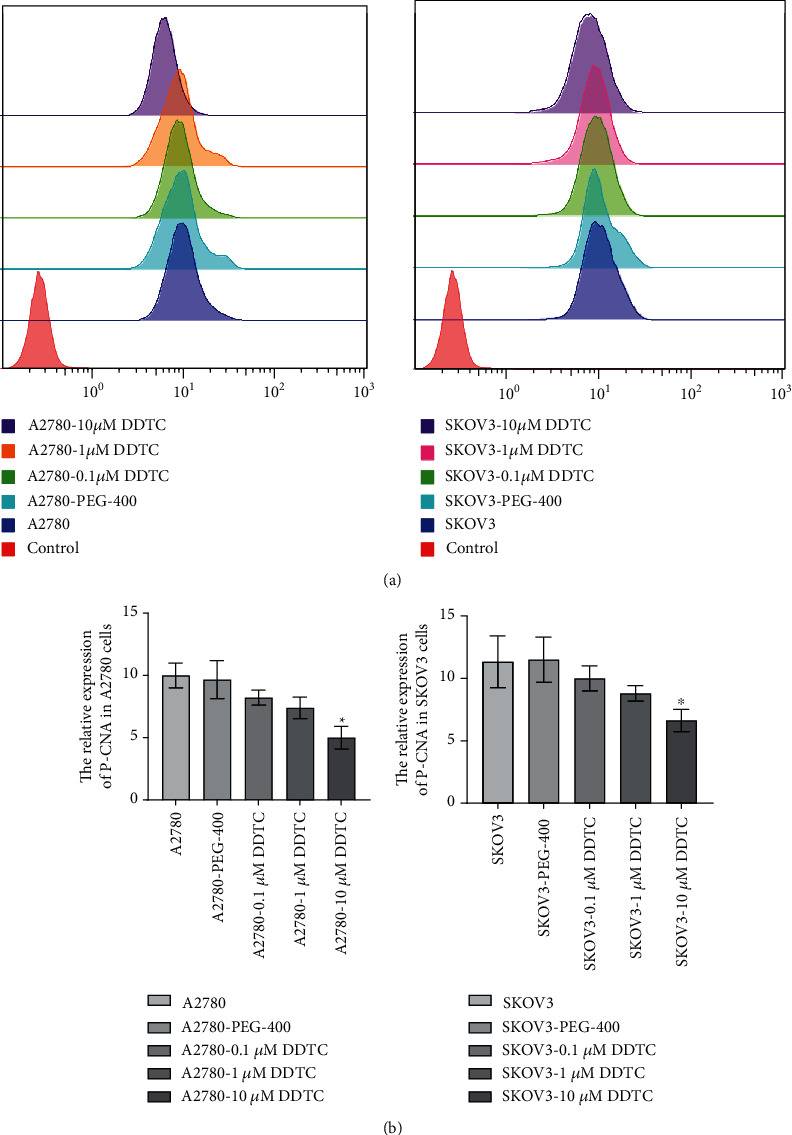 10⁰ 10¹ 10² 10³
10⁰ 10¹ 10² 10³
A2780-10μM DDTC
A2780-1μM DDTC
A2780-0.1μM DDTC
A2780-PEG-400
A2780
Control
SKOV3-10μM DDTC
SKOV3-1μM DDTC
SKOV3-0.1μM DDTC
SKOV3-PEG-400
SKOV3
Control
(a)
The relative expression
of P-CNA in A2780 cells
15
10
5
0
*
A2780
A2780-PEG-400
A2780-0.1 μM DDTC
A2780-1 μM DDTC
A2780-10 μM DDTC
The relative expression
of P-CNA in SKOV3 cells
15
10
5
0
*
SKOV3
SKOV3-PEG-400
SKOV3-0.1 μM DDTC
SKOV3-1 μM DDTC
SKOV3-10 μM DDTC
A2780
A2780-PEG-400
A2780-0.1 μM DDTC
A2780-1 μM DDTC
A2780-10 μM DDTC
SKOV3
SKOV3-PEG-400
SKOV3-0.1 μM DDTC
SKOV3-1 μM DDTC
SKOV3-10 μM DDTC
(b)